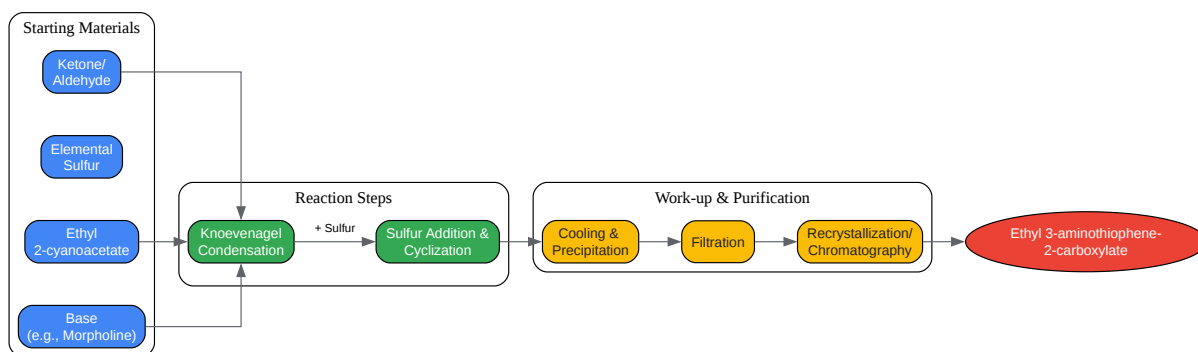 Starting Materials
Ketone/
Aldehyde
Elemental
Sulfur
Ethyl
2-cyanoacetate
Base
(e.g., Morpholine)
Reaction Steps
Knoevenagel
Condensation
+ Sulfur
Sulfur Addition &
Cyclization
Work-up & Purification
Cooling &
Precipitation
Filtration
Recrystallization/
Chromatography
Ethyl 3-aminothiophene-
2-carboxylate